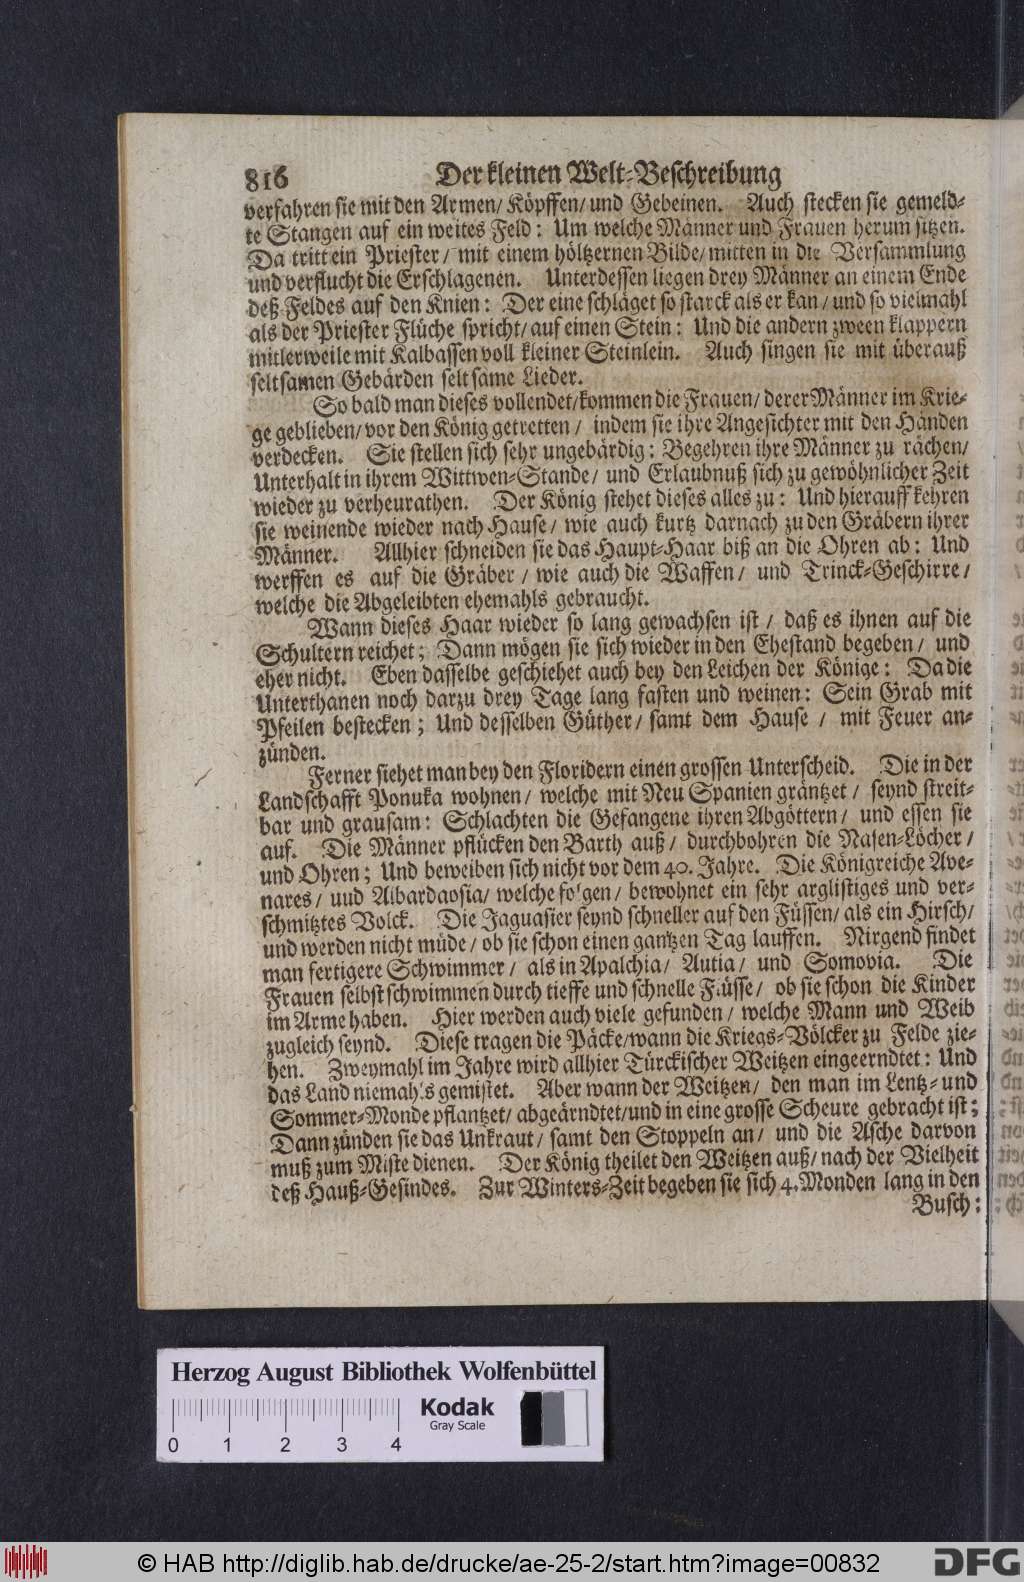 816 Der kleinen Welt-Beschreibung
verfahren sie mit den Armen/ Köpffen/ und Gebeinen. Auch stecken sie gemeld-
te Stangen auf ein weites Feld: Um welche Männer und Frauen herum sitzen.
Da tritt ein Priester/ mit einem höltzernen Bilde/ mitten in die Versammlung
und verflucht die Erschlagenen. Unterdessen liegen drey Männer an einem Ende
deß Feldes auf den Knien: Der eine schläget so starck als er kan/ und so vielmahl
als der Priester Flüche spricht/ auf einen Stein: Und die andern zween klappern
mitlerweile mit Kalbassen voll kleiner Steinlein. Auch singen sie mit überauß
seltsamen Gebärden seltsame Lieder.
So bald man dieses vollendet/ kommen die Frauen/ derer Männer im Krie-
ge geblieben/ vor den König getretten/ indem sie ihre Angesichter mit den Händen
verdecken. Sie stellen sich sehr ungebärdig: Begehren ihre Männer zu rächen/
Unterhalt in ihrem Wittwen-Stande/ und Erlaubnuß sich zu gewöhnlicher Zeit
wieder zu verheurathen. Der König stehet dieses alles zu: Und hierauff kehren
sie weinende wieder nach Hause/ wie auch kurtz darnach zu den Gräbern ihrer
Männer. Allhier schneiden sie das Haupt-Haar biß an die Ohren ab: Und
werffen es auf die Gräber/ wie auch die Waffen/ und Trinck-Geschirre/
welche die Abgeleibten ehemahls gebraucht.
Wann dieses Haar wieder so lang gewachsen ist/ daß es ihnen auf die
Schultern reichet; Dann mögen sie sich wieder in den Ehestand begeben/ und
eher nicht. Eben dasselbe geschiehet auch bey den Leichen der Könige: Da die
Unterthanen noch darzu drey Tage lang fasten und weinen: Sein Grab mit
Pfeilen bestecken; Und desselben Güther/ samt dem Hause/ mit Feuer an-
zünden.
Ferner siehet man bey den Floridern einen grossen Unterscheid. Die in der
Landschafft Ponuka wohnen/ welche mit Neu Spanien gräntzet/ seynd streit-
bar und grausam: Schlachten die Gefangene ihren Abgöttern/ und essen sie
auf. Die Männer pflücken den Barth auß/ durchbohren die Nasen-Löcher/
und Ohren; Und beweiben sich nicht vor dem 40. Jahre. Die Königreiche Ave-
nares/ uud Albardaosia/ welche folgen/ bewohnet ein sehr arglistiges und ver-
schmitztes Volck. Die Jaguasier seynd schneller auf den Füssen/ als ein Hirsch/
und werden nicht müde/ ob sie schon einen gantzen Tag lauffen. Nirgend findet
man fertigere Schwimmer/ als in Apalchia/ Autia/ und Somovia. Die
Frauen selbst schwimmen durch tieffe und schnelle Flüsse/ ob sie schon die Kinder
im Arme haben. Hier werden auch viele gefunden/ welche Mann und Weib
zugleich seynd. Diese tragen die Päcke/ wann die Kriegs-Völcker zu Felde zie-
hen. Zweymahl im Jahre wird allhier Türckischer Weitzen eingeerndtet: Und
das Land niemahls gemistet. Aber wann der Weitzen/ den man im Lentz- und
Sommer-Monde pflantzet/ abgeärndtet/ und in eine grosse Scheure gebracht ist;
Dann zünden sie das Unkraut/ samt den Stoppeln an/ und die Asche darvon
muß zum Miste dienen. Der König theilet den Weitzen auß/ nach der Vielheit
deß Hauß-Gesindes. Zur Winters-Zeit begeben sie sich 4. Monden lang in den
Busch:
Herzog August Bibliothek Wolfenbüttel
Kodak
Gray Scale
0 1 2 3 4
© HAB http://diglib.hab.de/drucke/ae-25-2/start.htm?image=00832
DFG